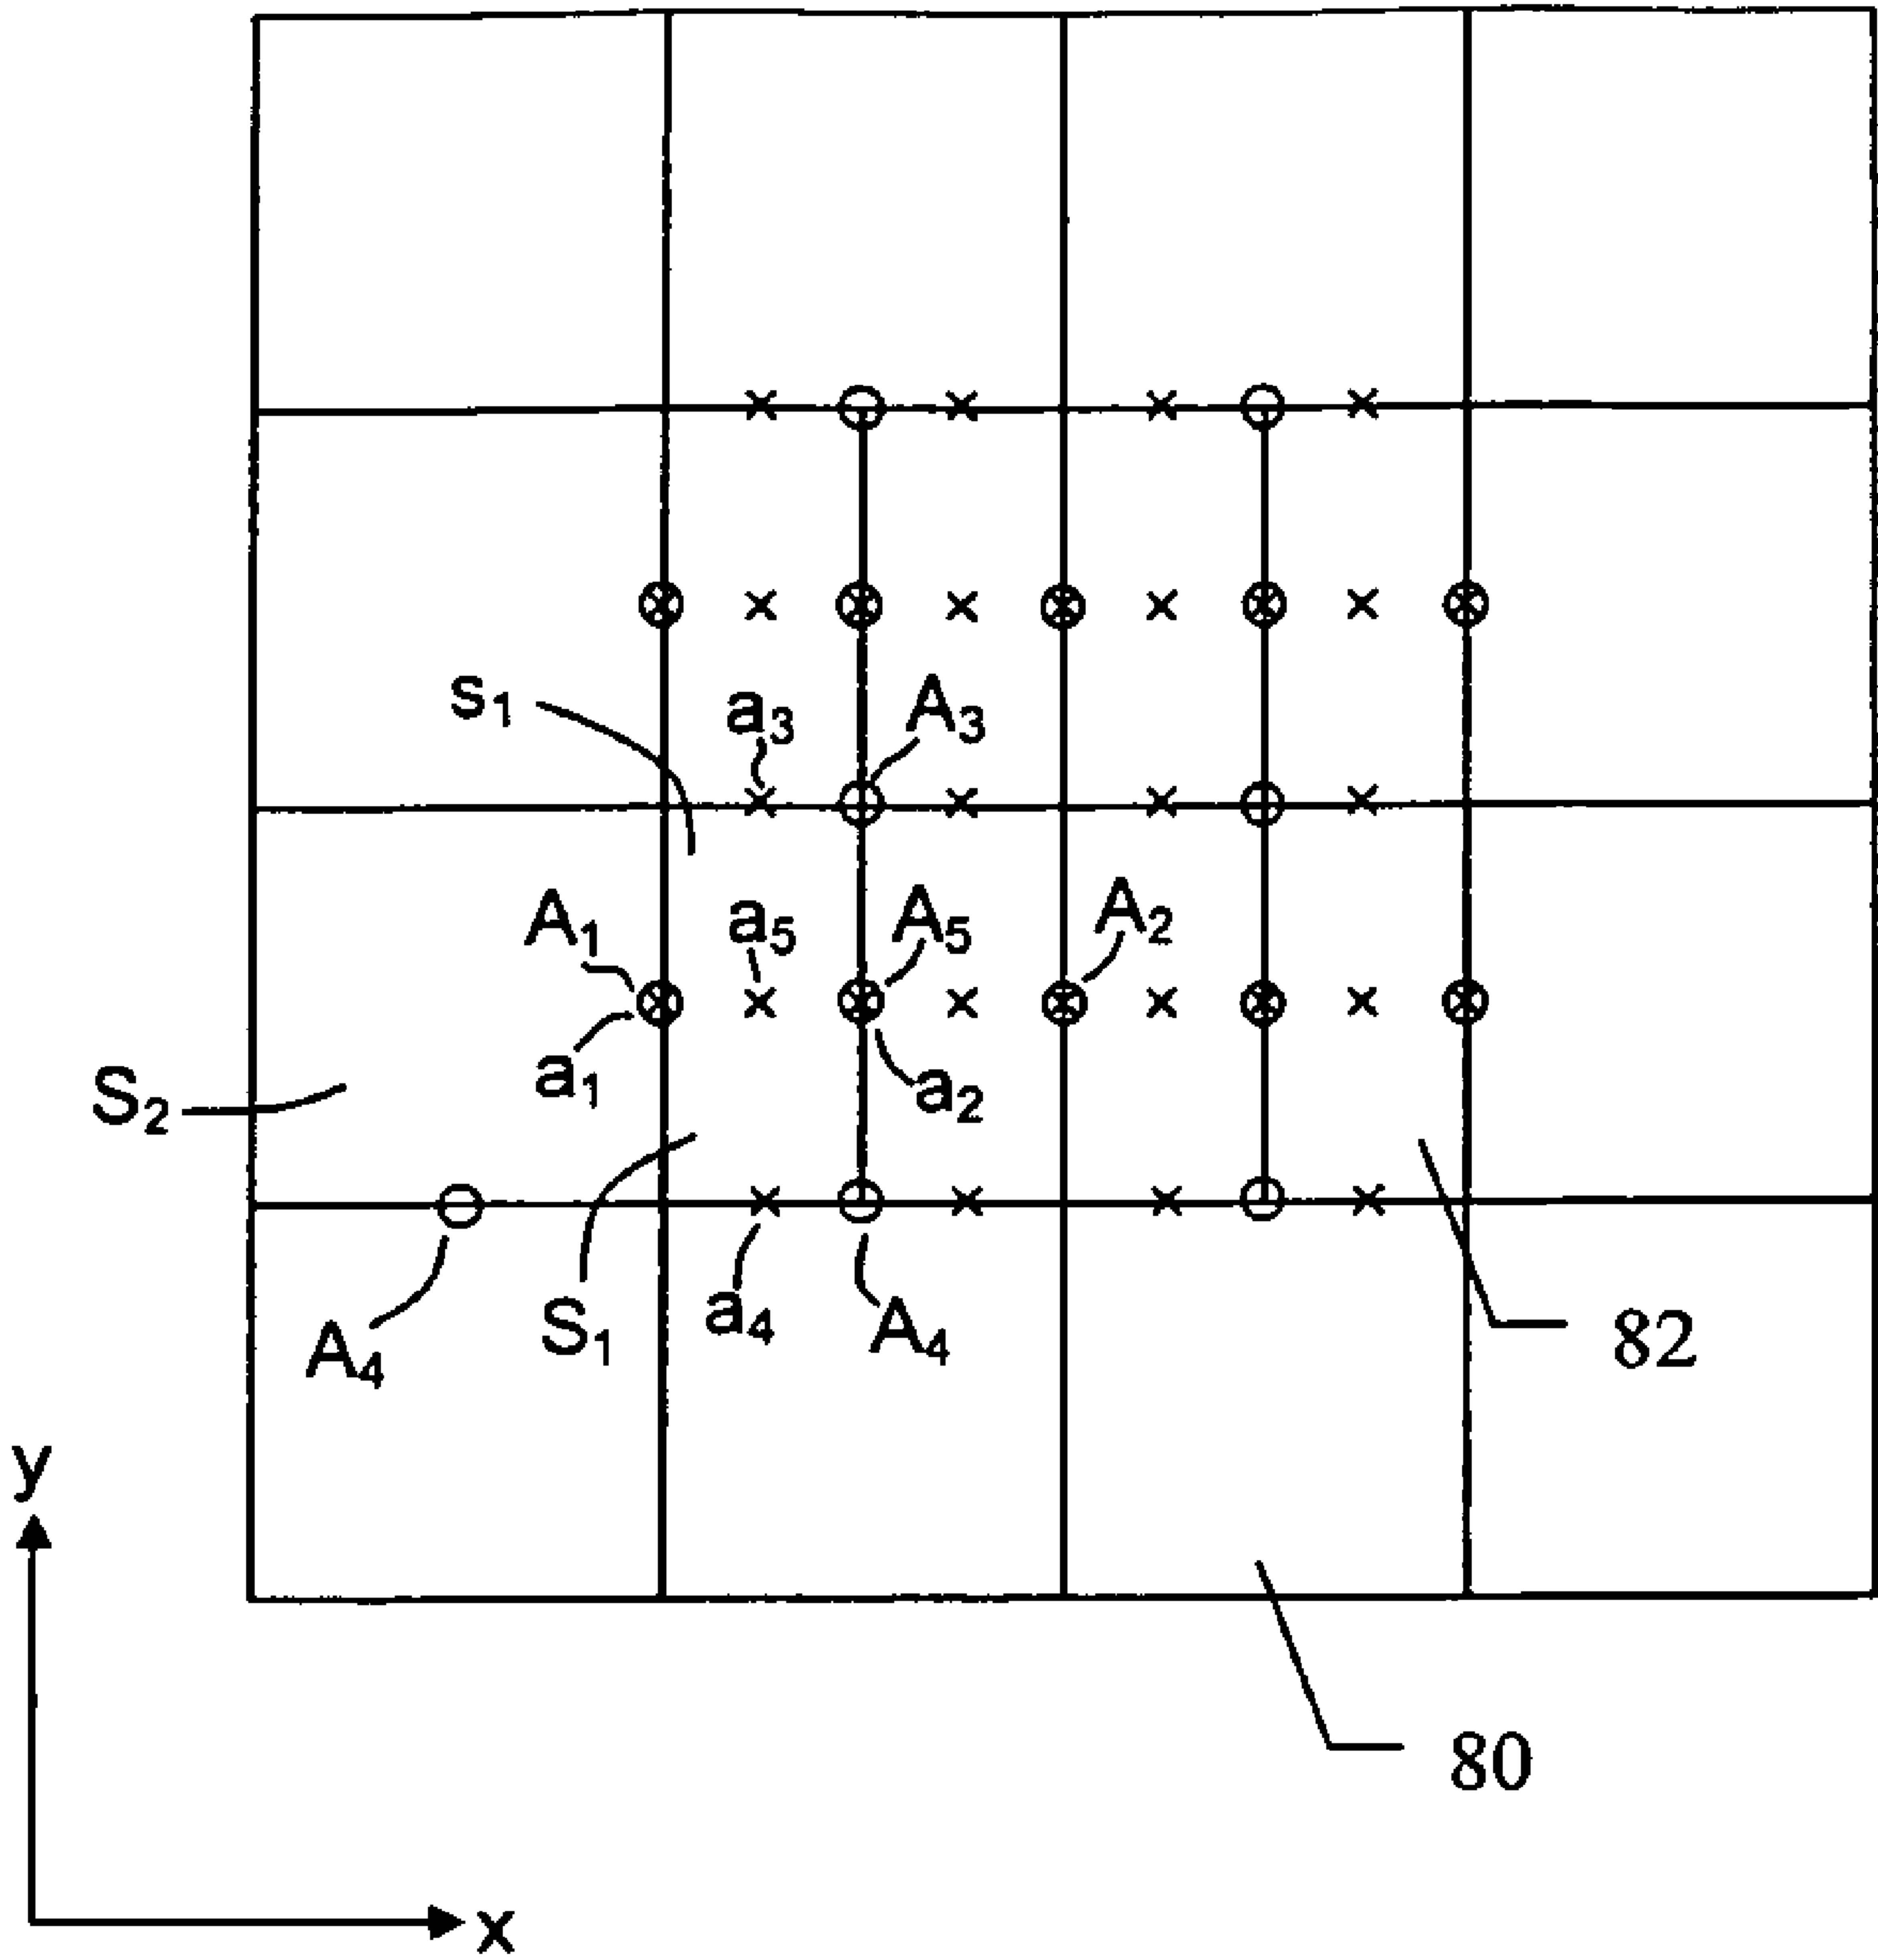 s₁ a₃ A₃
A₁ a₅ A₅ A₂
S₂ a₁ a₂
A₄ S₁ a₄ A₄ 82
y
80
x